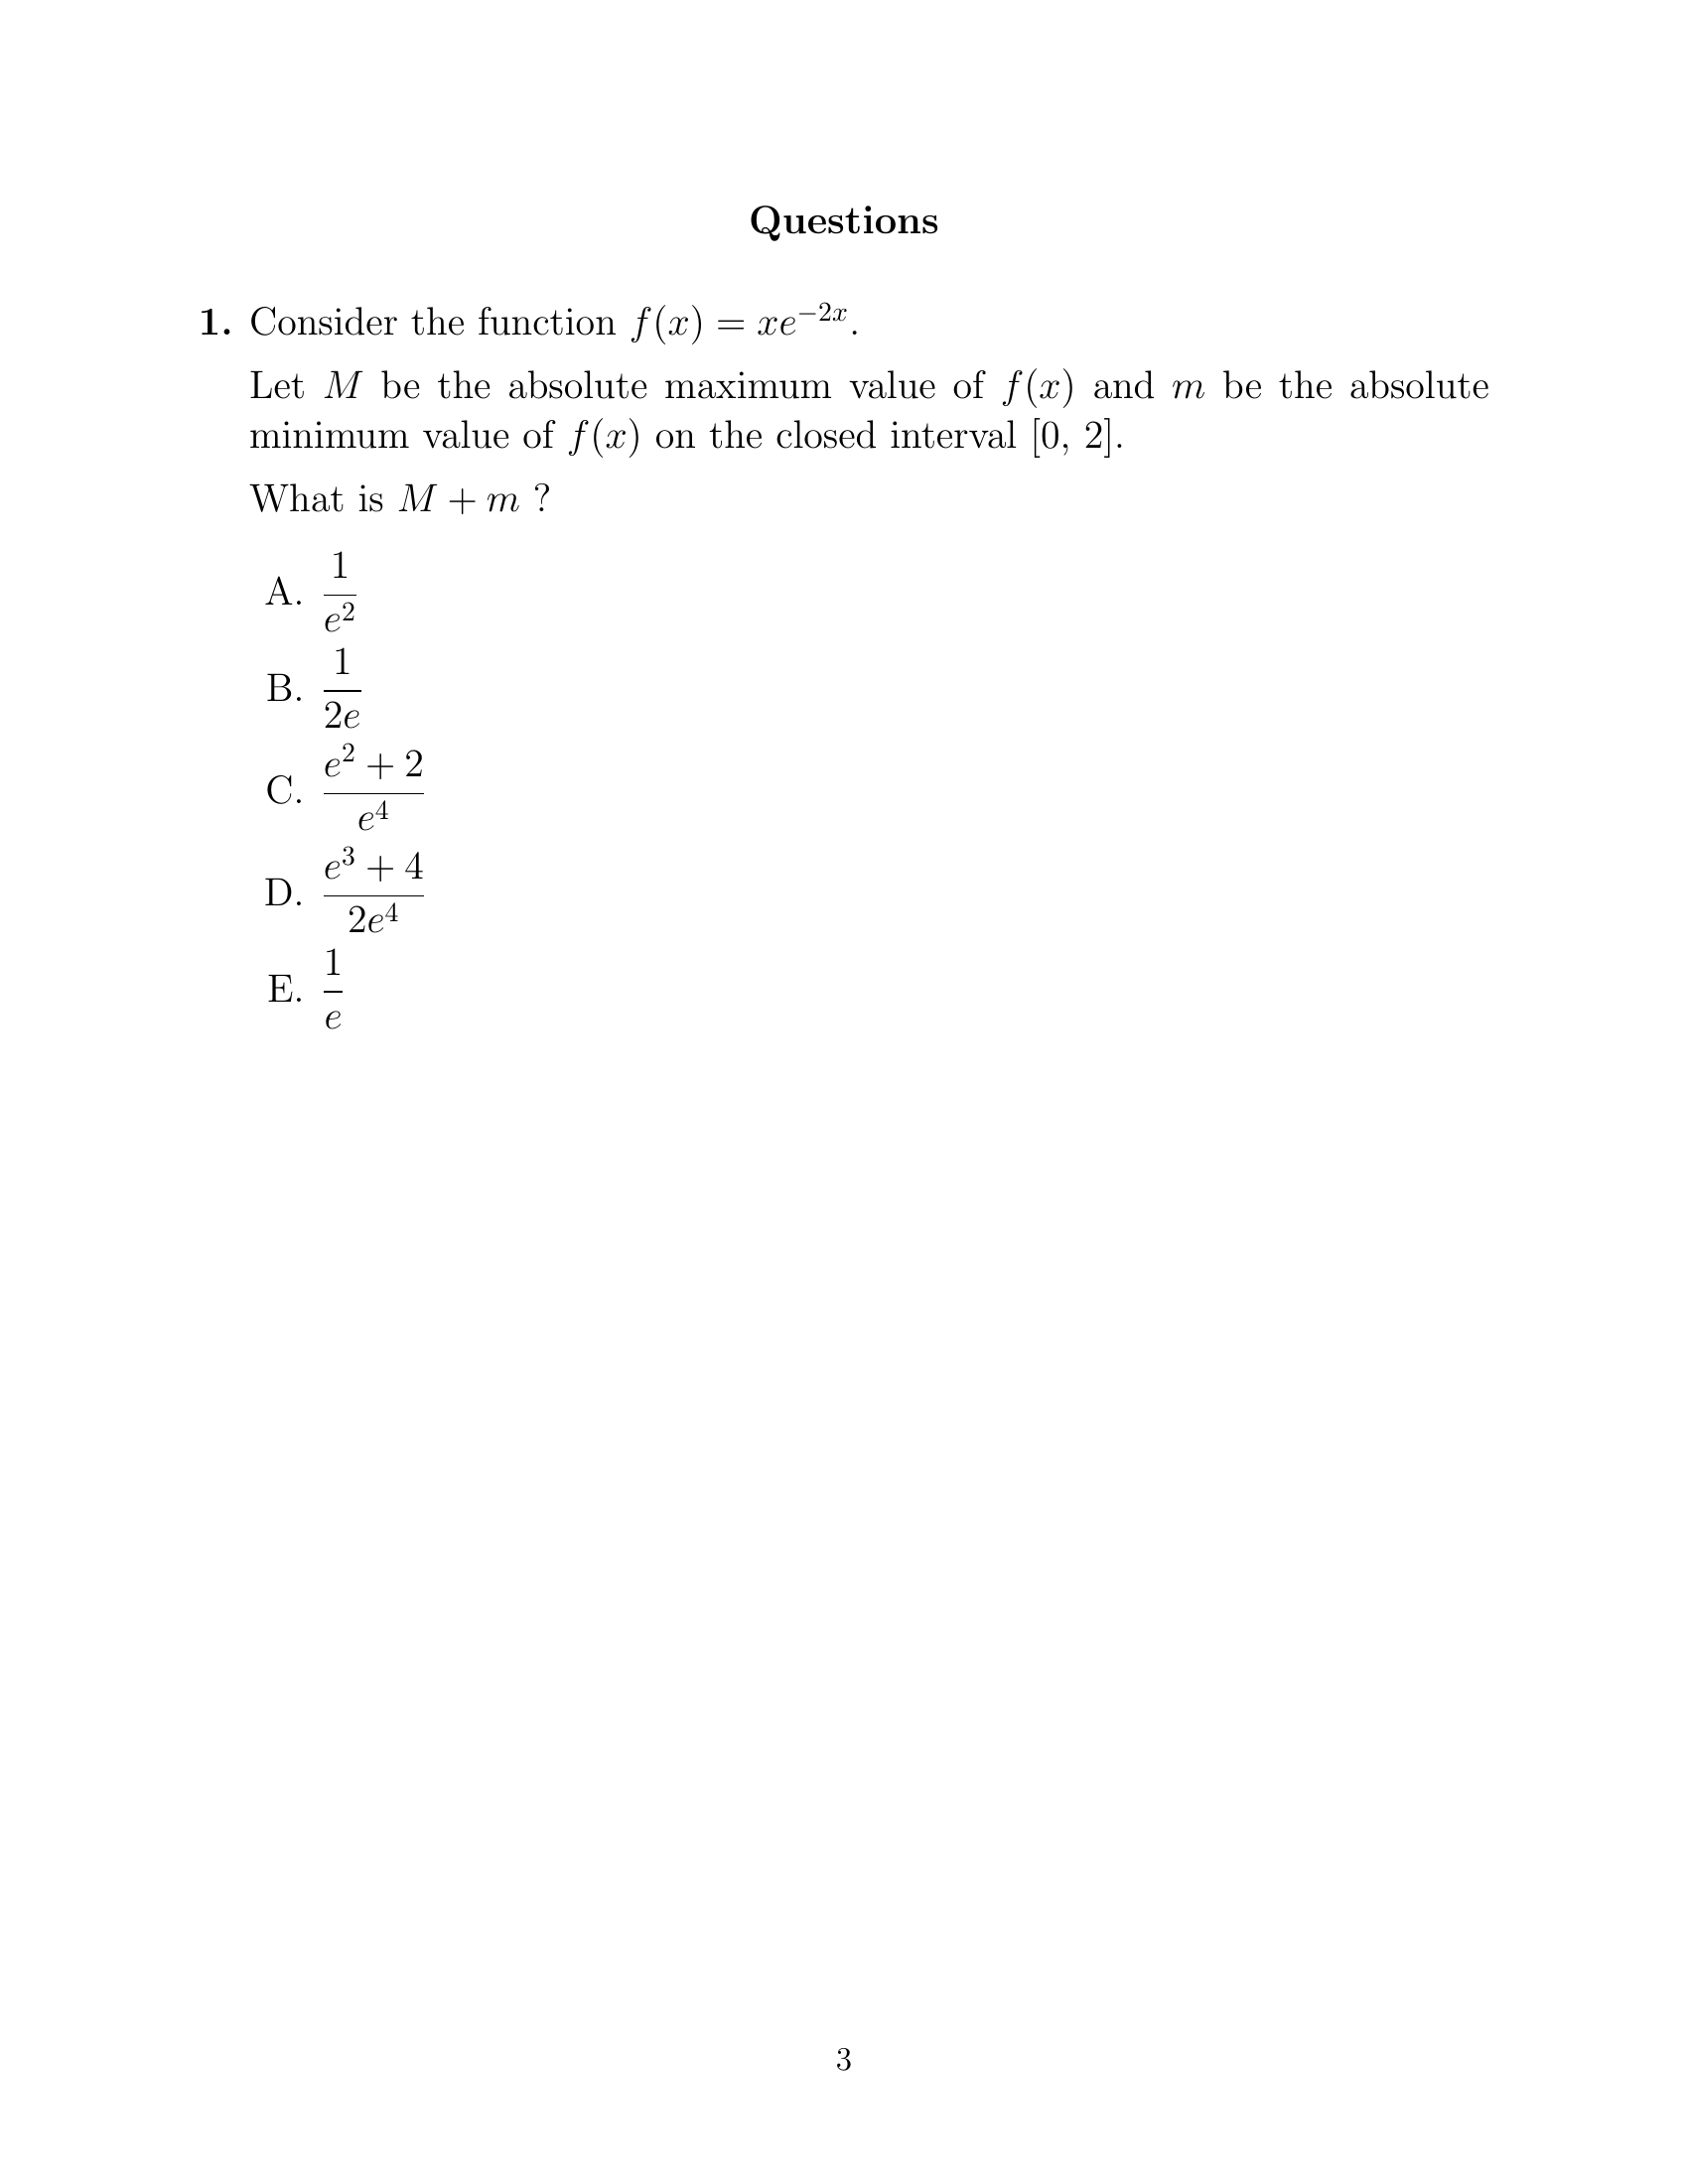 Questions
1. Consider the function f(x) = xe^{-2x}.
Let M be the absolute maximum value of f(x) and m be the absolute
minimum value of f(x) on the closed interval [0, 2].
What is M + m ?
A. \frac{1}{e^2}
B. \frac{1}{2e}
C. \frac{e^2 + 2}{e^4}
D. \frac{e^3 + 4}{2e^4}
E. \frac{1}{e}
3